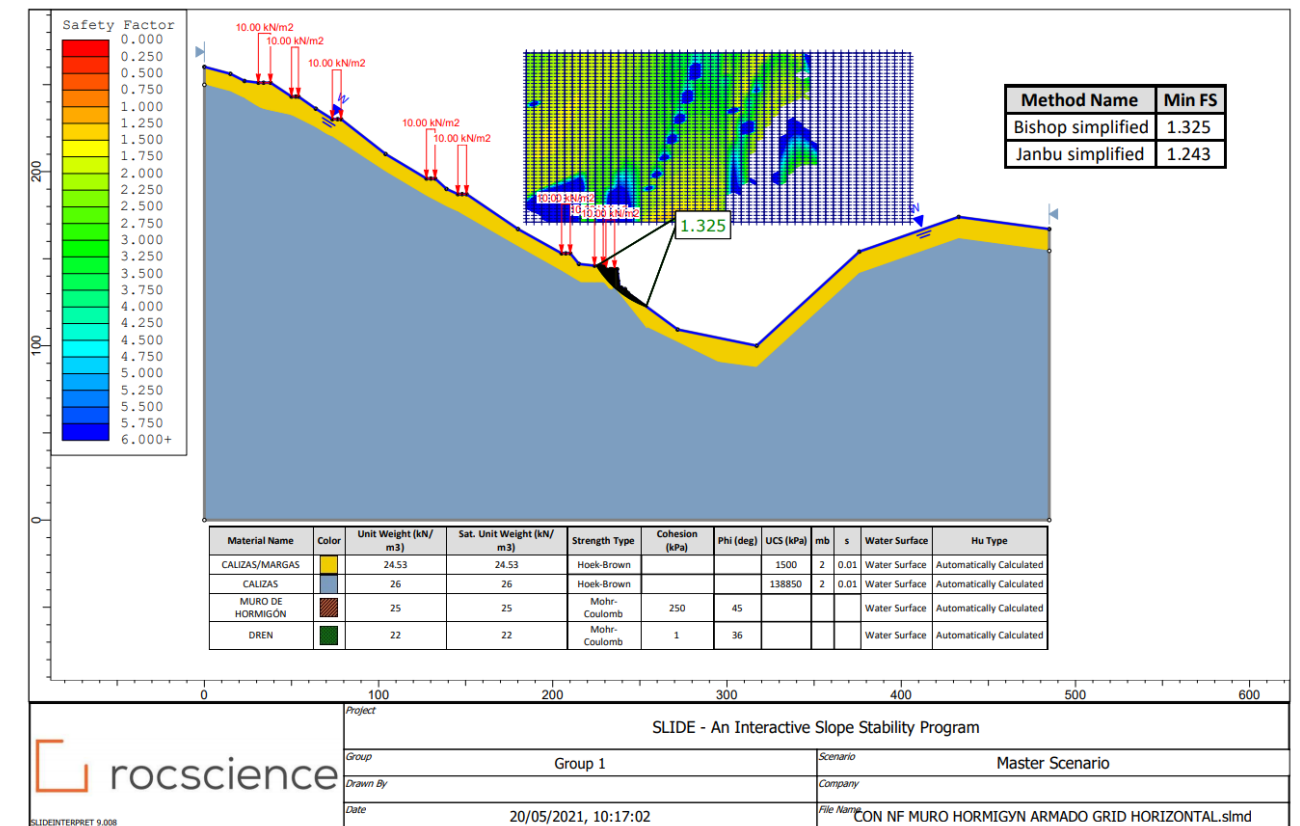 Safety Factor
0.000
0.250
0.500
0.750
1.000
1.250
1.500
1.750
2.000
2.250
2.500
2.750
3.000
3.250
3.500
3.750
4.000
4.250
4.500
4.750
5.000
5.250
5.500
5.750
6.000+
10.00 kN/m2
10.00 kN/m2
10.00 kN/m2
W
10.00 kN/m2
10.00 kN/m2
10.00 kN/m2
10.00 kN/m2
W
1.325
Method Name Min FS
Bishop simplified 1.325
Janbu simplified 1.243
200
100
0
Material Name Color Unit Weight (kN/ m3) Sat. Unit Weight (kN/ m3) Strength Type Cohesion (kPa) Phi (deg) UCS (kPa) mb s Water Surface Hu Type
CALIZAS/MARGAS 24.53 24.53 Hoek-Brown 1500 2 0.01 Water Surface Automatically Calculated
CALIZAS 26 26 Hoek-Brown 138850 2 0.01 Water Surface Automatically Calculated
MURO DE HORMIGÓN 25 25 Mohr-Coulomb 250 45 Water Surface Automatically Calculated
DREN 22 22 Mohr-Coulomb 1 36 Water Surface Automatically Calculated
0 100 200 300 400 500 600
rocscience
SLIDEINTERPRET 9.008
Project
SLIDE - An Interactive Slope Stability Program
Group
Group 1
Scenario
Master Scenario
Drawn By
Company
Date
20/05/2021, 10:17:02
File Name
CON NF MURO HORMIGYN ARMADO GRID HORIZONTAL.slmd